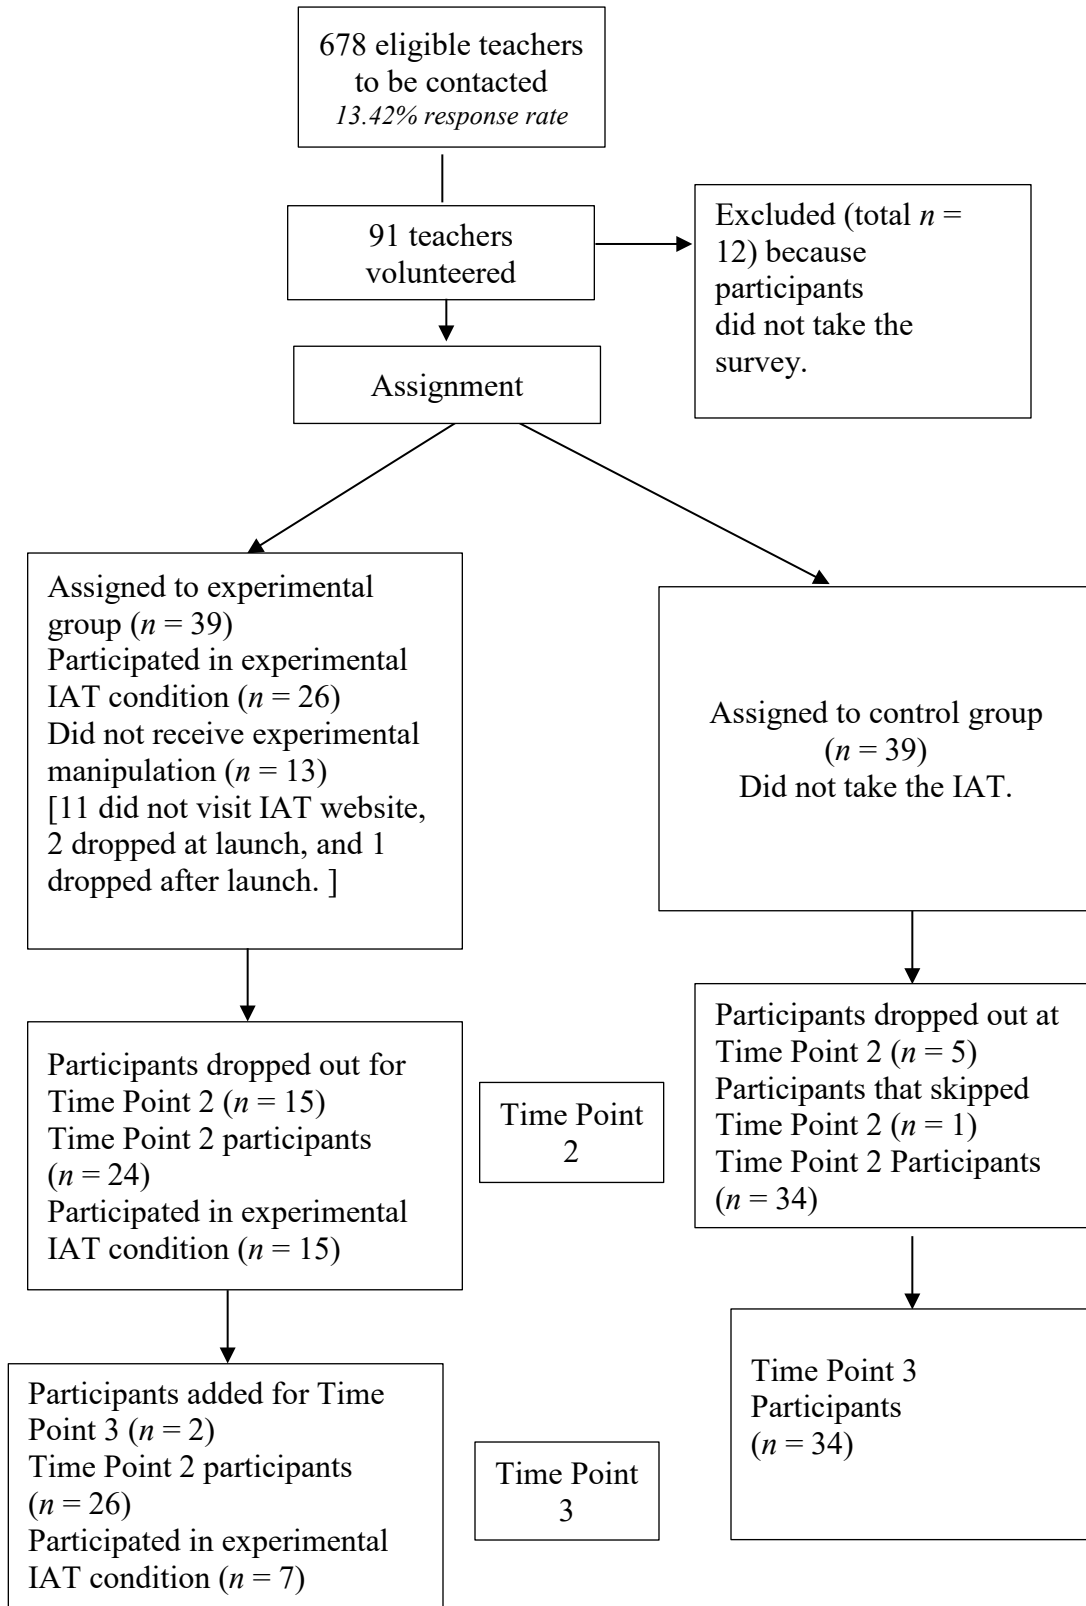 678 eligible teachers
to be contacted
13.42% response rate
91 teachers
volunteered
Excluded (total n =
12) because
participants
did not take the
survey.
Assignment
Assigned to experimental
group (n = 39)
Participated in experimental
IAT condition (n = 26)
Did not receive experimental
manipulation (n = 13)
[11 did not visit IAT website,
2 dropped at launch, and 1
dropped after launch. ]
Assigned to control group
(n = 39)
Did not take the IAT.
Participants dropped out for
Time Point 2 (n = 15)
Time Point 2 participants
(n = 24)
Participated in experimental
IAT condition (n = 15)
Time Point
2
Participants dropped out at
Time Point 2 (n = 5)
Participants that skipped
Time Point 2 (n = 1)
Time Point 2 Participants
(n = 34)
Participants added for Time
Point 3 (n = 2)
Time Point 2 participants
(n = 26)
Participated in experimental
IAT condition (n = 7)
Time Point
3
Time Point 3
Participants
(n = 34)